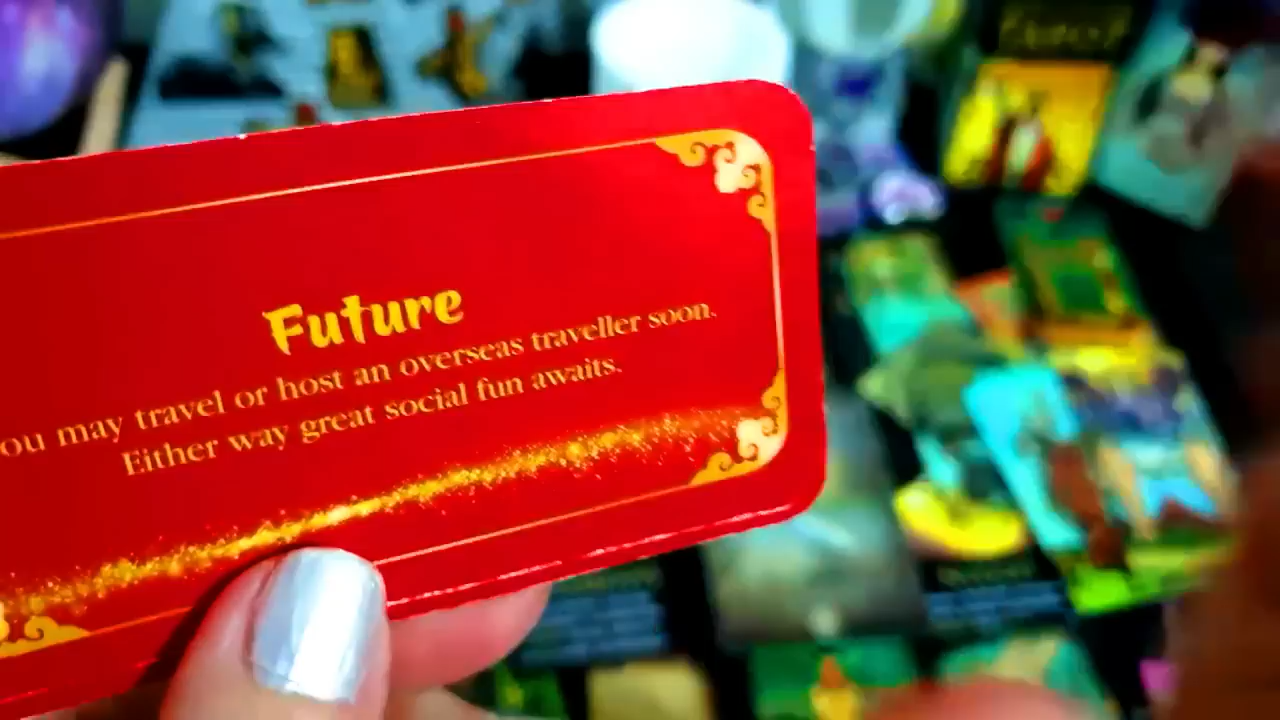 Future
ou may travel or host an overseas traveller soon.
Either way great social fun awaits.